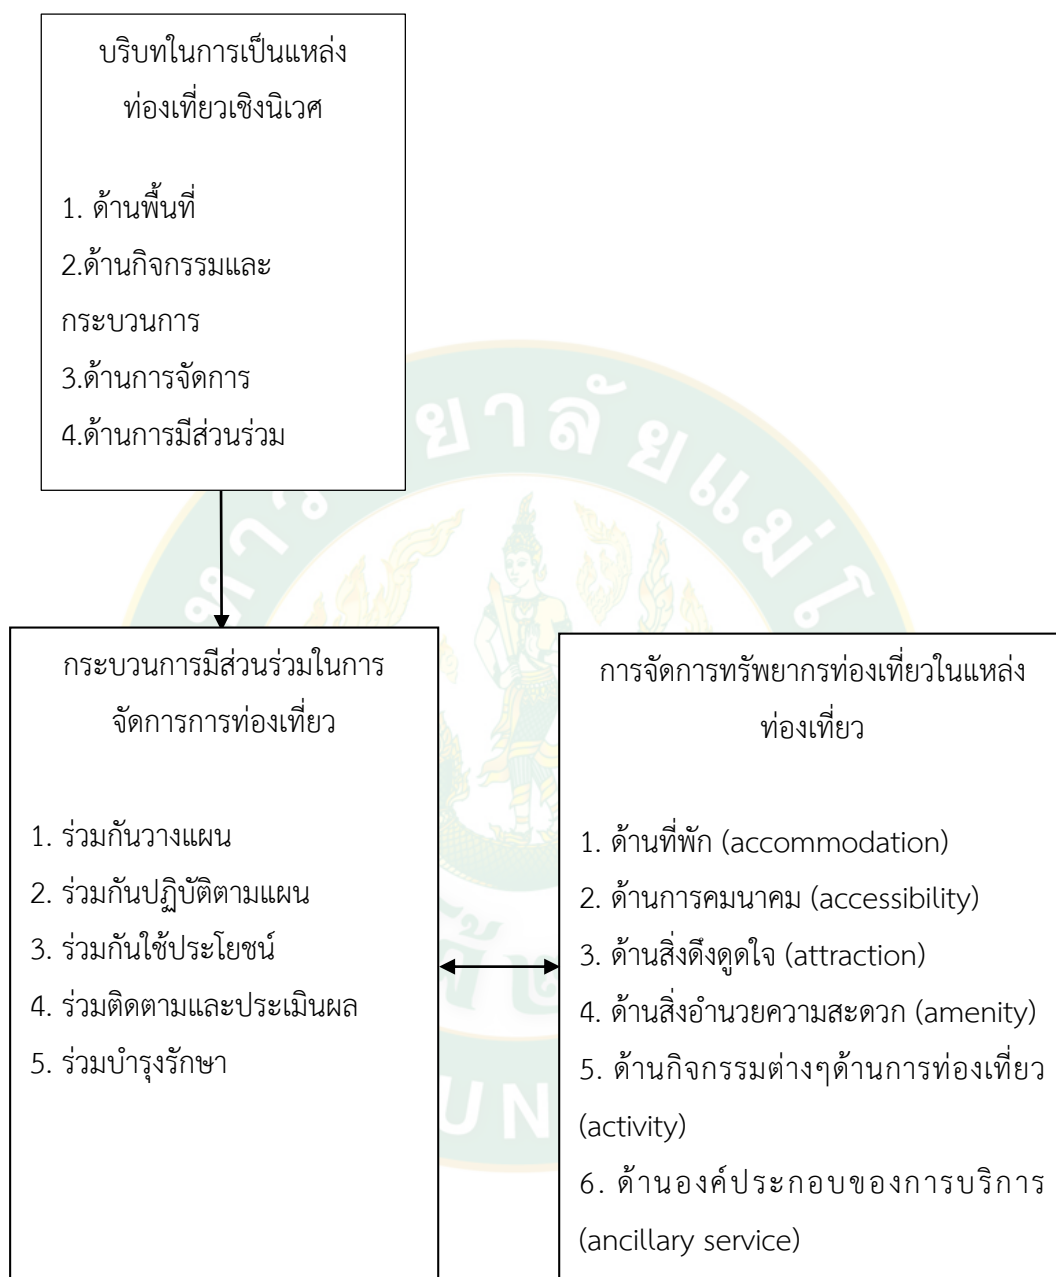 บริบทในการเป็นแหล่ง
ท่องเที่ยวเชิงนิเวศ
1. ด้านพื้นที่
2.ด้านกิจกรรมและ
กระบวนการ
3.ด้านการจัดการ
4.ด้านการมีส่วนร่วม
กระบวนการมีส่วนร่วมในการ
จัดการการท่องเที่ยว
1. ร่วมกันวางแผน
2. ร่วมกันปฏิบัติตามแผน
3. ร่วมกันใช้ประโยชน์
4. ร่วมติดตามและประเมินผล
5. ร่วมบำรุงรักษา
การจัดการทรัพยากรท่องเที่ยวในแหล่ง
ท่องเที่ยว
1. ด้านที่พัก (accommodation)
2. ด้านการคมนาคม (accessibility)
3. ด้านสิ่งดึงดูดใจ (attraction)
4. ด้านสิ่งอำนวยความสะดวก (amenity)
5. ด้านกิจกรรมต่างๆด้านการท่องเที่ยว
(activity)
6. ด้านองค์ประกอบของการบริการ
(ancillary service)